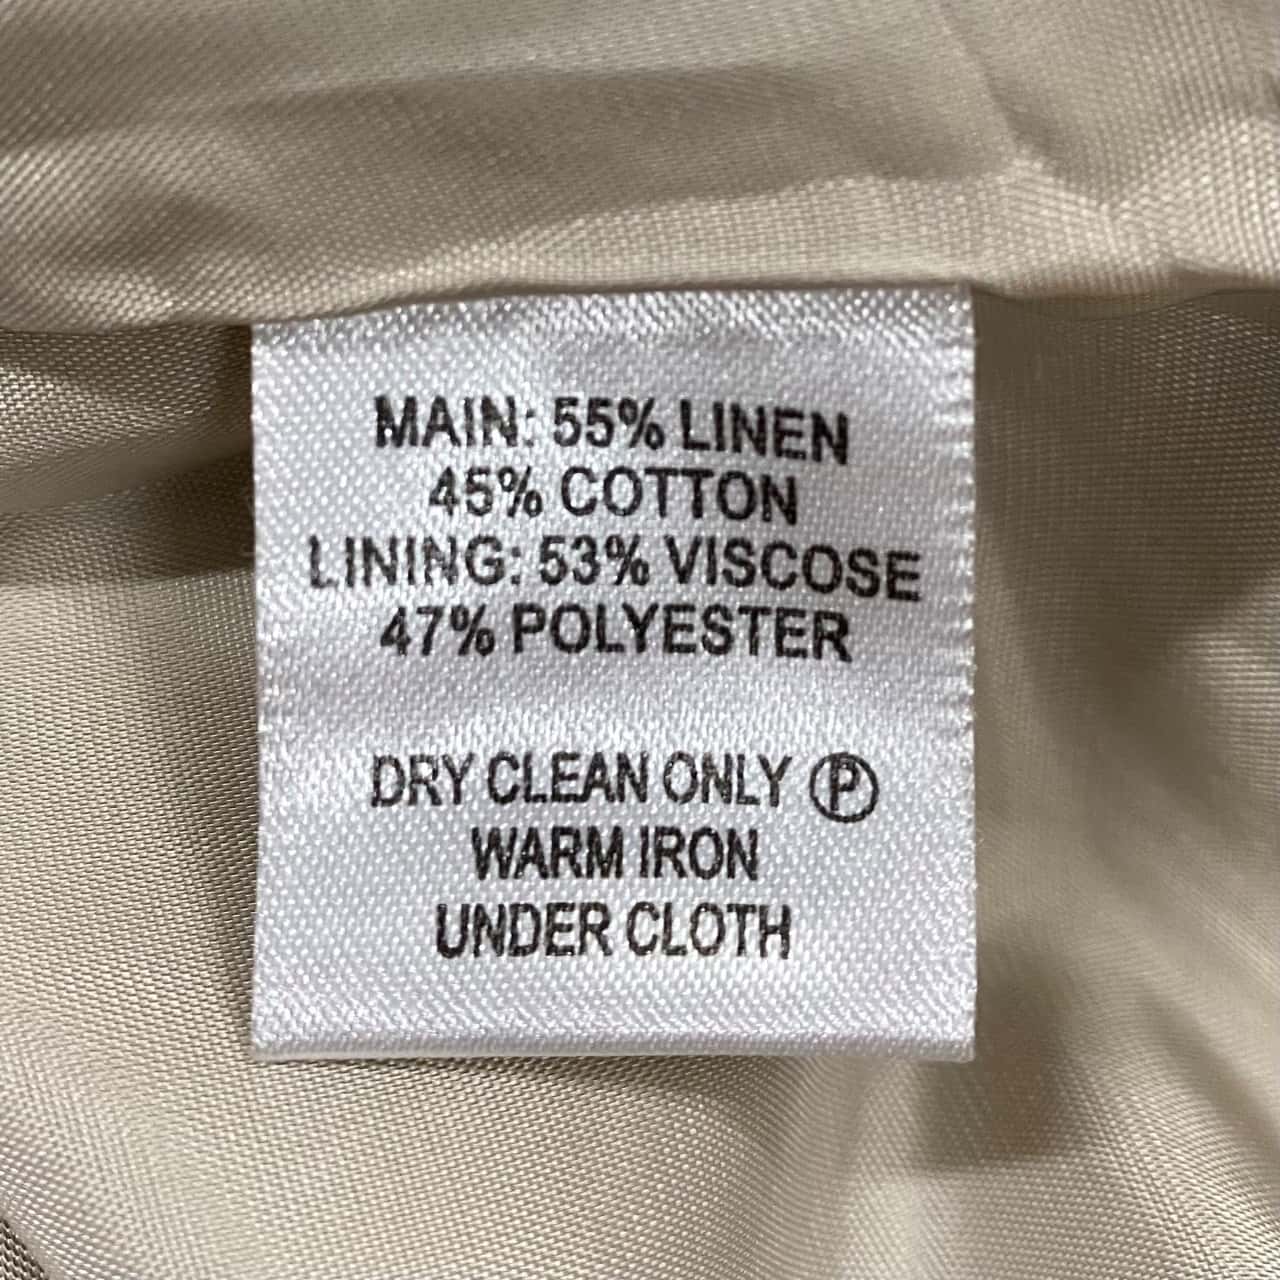 MAIN: 55% LINEN
45% COTTON
LINING: 53% VISCOSE
47% POLYESTER
DRY CLEAN ONLY Ⓟ
WARM IRON
UNDER CLOTH